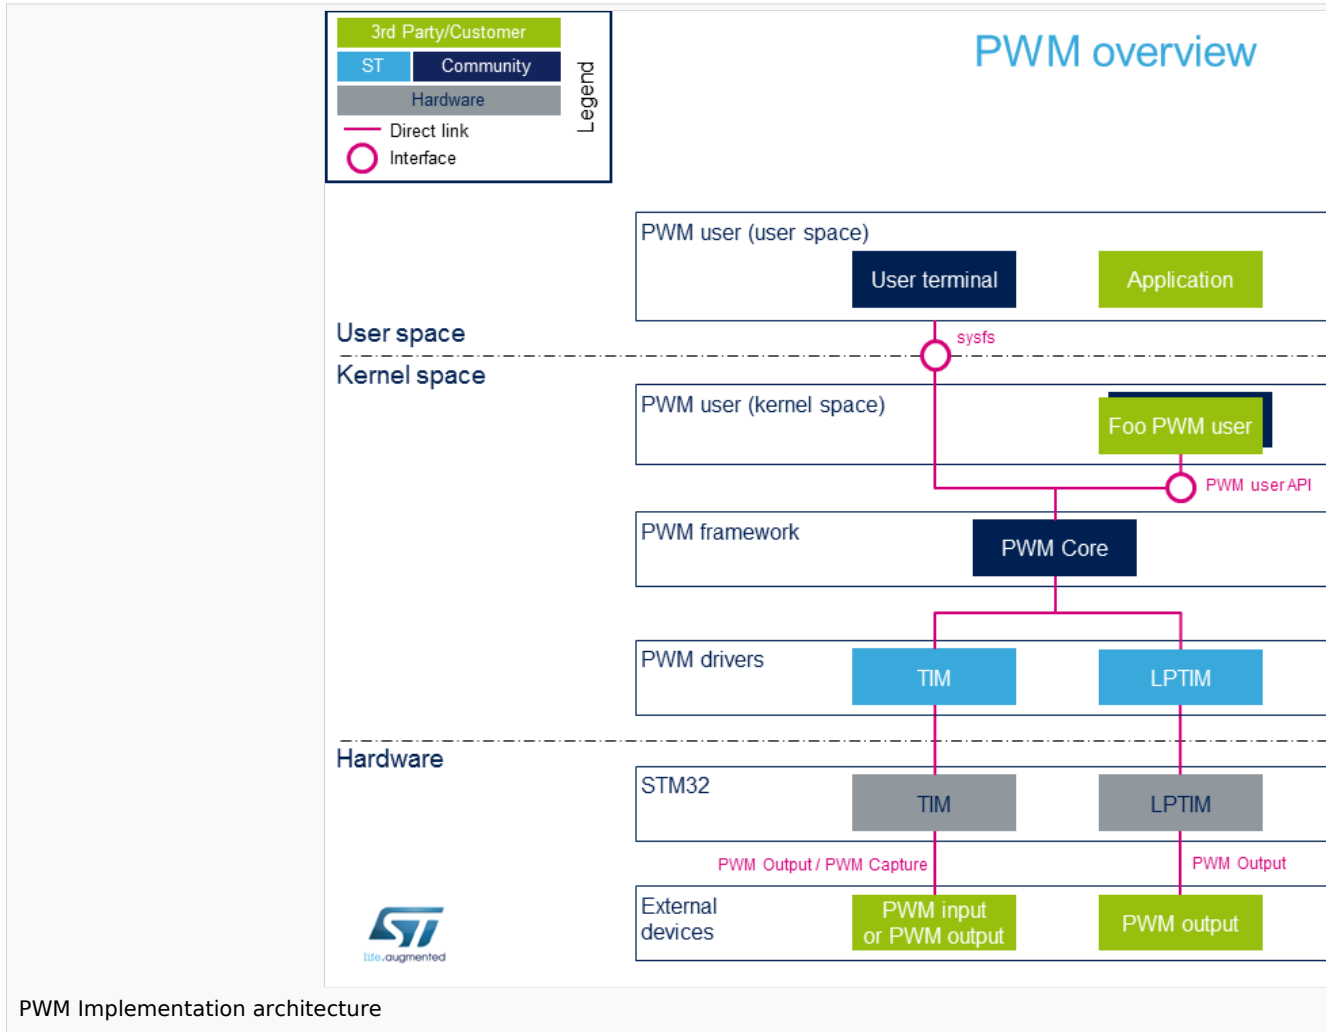 3rd Party/Customer
ST
Community
Hardware
Direct link
Interface
Legend
PWM overview
PWM user (user space)
User terminal
Application
User space
sysfs
Kernel space
PWM user (kernel space)
Foo PWM user
PWM user API
PWM framework
PWM Core
PWM drivers
TIM
LPTIM
Hardware
STM32
TIM
LPTIM
PWM Output / PWM Capture
PWM Output
External
devices
PWM input
or PWM output
PWM output
ST
life.augmented
PWM Implementation architecture